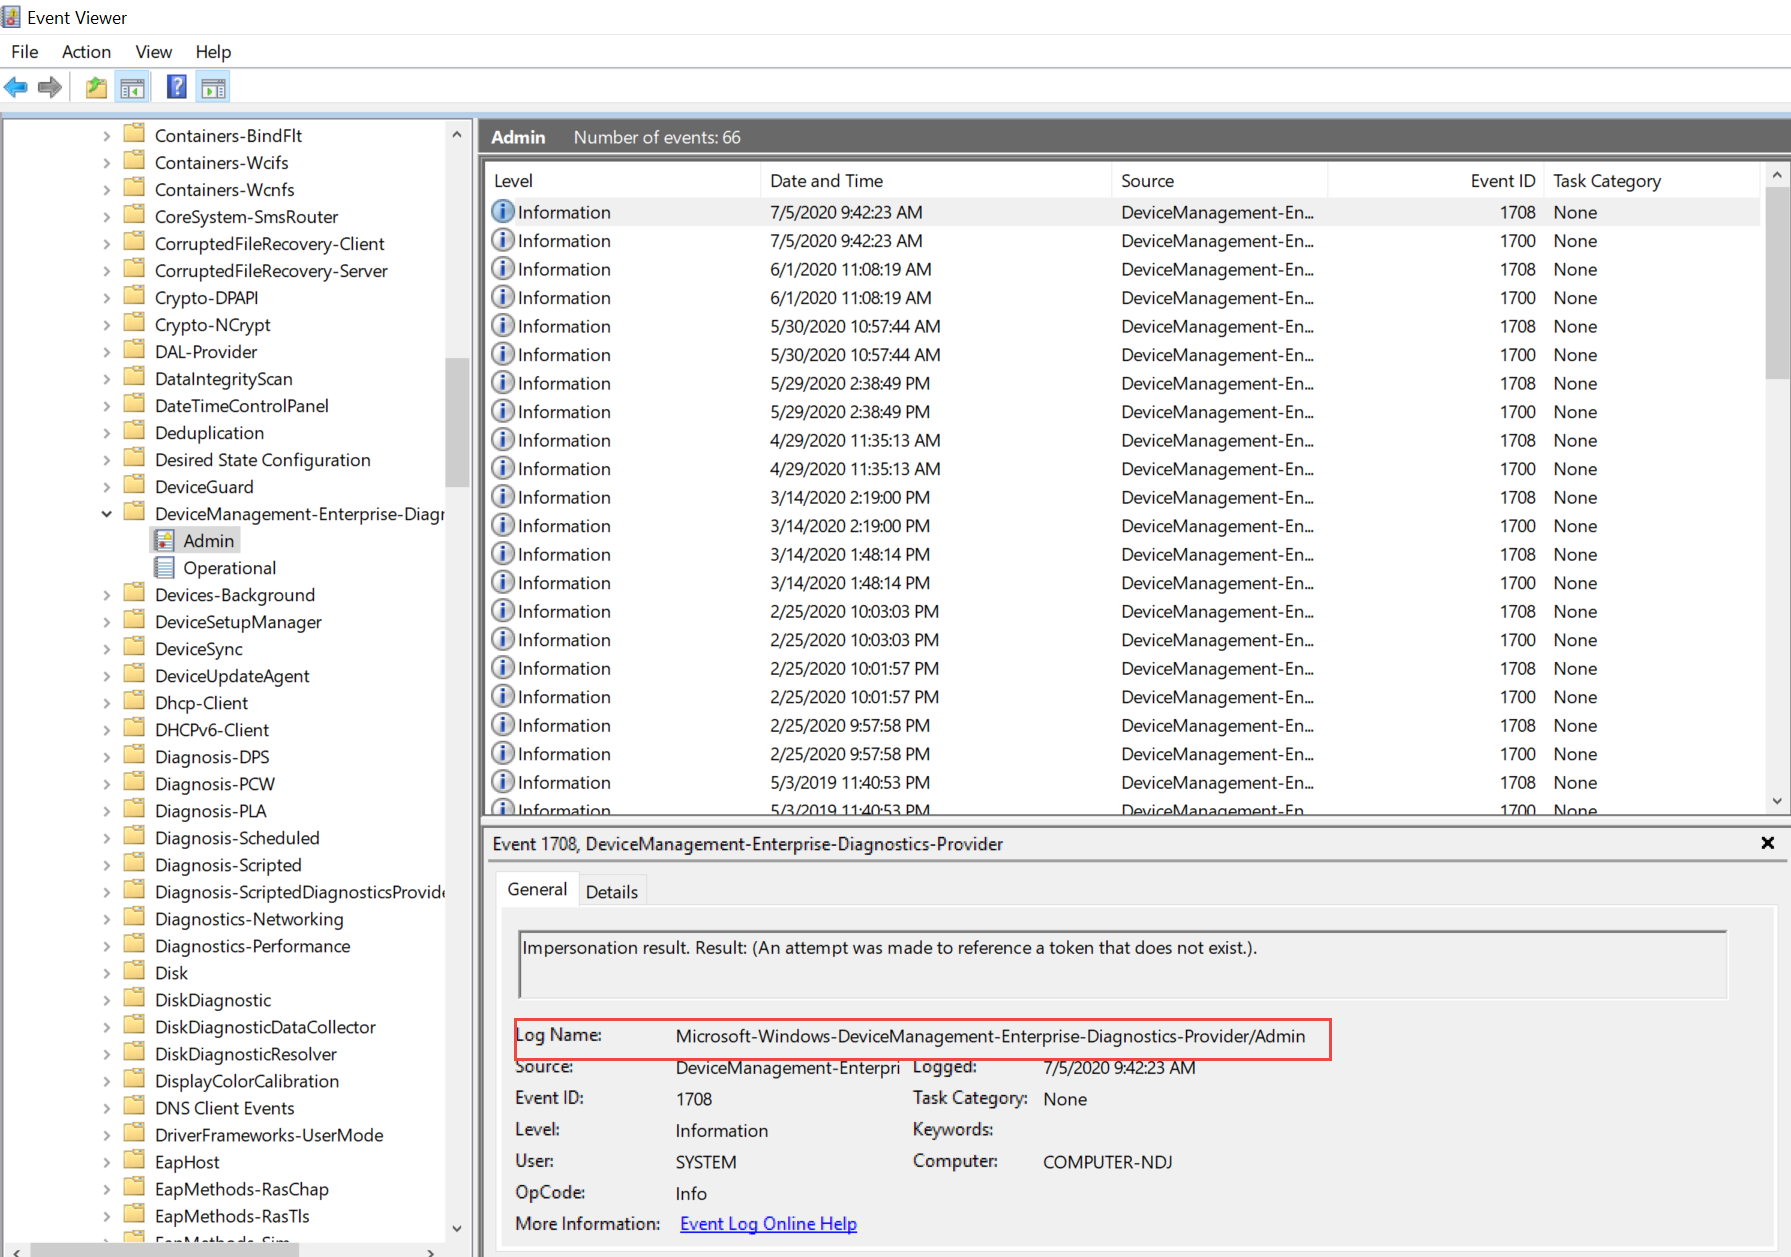 Event Viewer
File Action View Help
Containers-BindFlt
Containers-Wcifs
Containers-Wcnfs
CoreSystem-SmsRouter
CorruptedFileRecovery-Client
CorruptedFileRecovery-Server
Crypto-DPAPI
Crypto-NCrypt
DAL-Provider
DataIntegrityScan
DateTimeControlPanel
Deduplication
Desired State Configuration
DeviceGuard
DeviceManagement-Enterprise-Diagr
Admin
Operational
Devices-Background
DeviceSetupManager
DeviceSync
DeviceUpdateAgent
Dhcp-Client
DHCPv6-Client
Diagnosis-DPS
Diagnosis-PCW
Diagnosis-PLA
Diagnosis-Scheduled
Diagnosis-Scripted
Diagnosis-ScriptedDiagnosticsProvide
Diagnostics-Networking
Diagnostics-Performance
Disk
DiskDiagnostic
DiskDiagnosticDataCollector
DiskDiagnosticResolver
DisplayColorCalibration
DNS Client Events
DriverFrameworks-UserMode
EapHost
EapMethods-RasChap
EapMethods-RasTls
EapMethods-Sim
Admin Number of events: 66
Level Date and Time Source Event ID Task Category
Information 7/5/2020 9:42:23 AM DeviceManagement-En... 1708 None
Information 7/5/2020 9:42:23 AM DeviceManagement-En... 1700 None
Information 6/1/2020 11:08:19 AM DeviceManagement-En... 1708 None
Information 6/1/2020 11:08:19 AM DeviceManagement-En... 1700 None
Information 5/30/2020 10:57:44 AM DeviceManagement-En... 1708 None
Information 5/30/2020 10:57:44 AM DeviceManagement-En... 1700 None
Information 5/29/2020 2:38:49 PM DeviceManagement-En... 1708 None
Information 5/29/2020 2:38:49 PM DeviceManagement-En... 1700 None
Information 4/29/2020 11:35:13 AM DeviceManagement-En... 1708 None
Information 4/29/2020 11:35:13 AM DeviceManagement-En... 1700 None
Information 3/14/2020 2:19:00 PM DeviceManagement-En... 1708 None
Information 3/14/2020 2:19:00 PM DeviceManagement-En... 1700 None
Information 3/14/2020 1:48:14 PM DeviceManagement-En... 1708 None
Information 3/14/2020 1:48:14 PM DeviceManagement-En... 1700 None
Information 2/25/2020 10:03:03 PM DeviceManagement-En... 1708 None
Information 2/25/2020 10:03:03 PM DeviceManagement-En... 1700 None
Information 2/25/2020 10:01:57 PM DeviceManagement-En... 1708 None
Information 2/25/2020 10:01:57 PM DeviceManagement-En... 1700 None
Information 2/25/2020 9:57:58 PM DeviceManagement-En... 1708 None
Information 2/25/2020 9:57:58 PM DeviceManagement-En... 1700 None
Information 5/3/2019 11:40:53 PM DeviceManagement-En... 1708 None
Information 5/3/2019 11:40:53 PM DeviceManagement-En... 1700 None
Event 1708, DeviceManagement-Enterprise-Diagnostics-Provider
General Details
Impersonation result. Result: (An attempt was made to reference a token that does not exist.).
Log Name: Microsoft-Windows-DeviceManagement-Enterprise-Diagnostics-Provider/Admin
Source: DeviceManagement-Enterpri Logged: 7/5/2020 9:42:23 AM
Event ID: 1708 Task Category: None
Level: Information Keywords:
User: SYSTEM Computer: COMPUTER-NDJ
OpCode: Info
More Information: Event Log Online Help